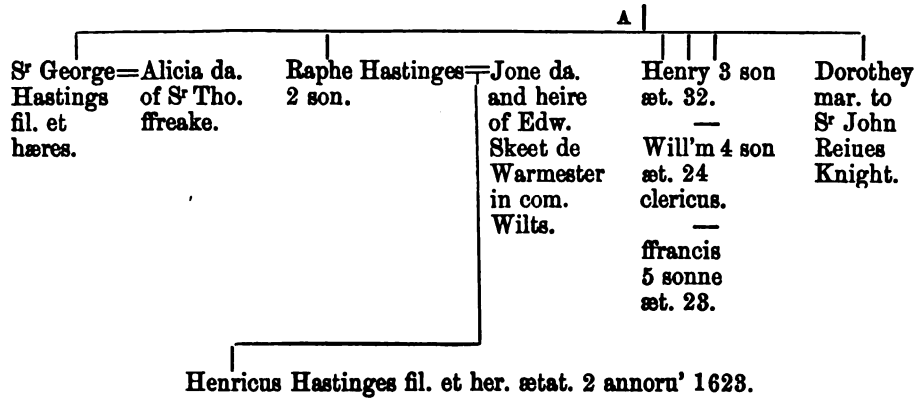 A
Sr George=Alicia da.
Hastings of Sr Tho.
fil. et ffreake.
hæres.
Raphe Hastinges=Jone da.
2 son. and heire
of Edw.
Skeet de
Warmester
in com.
Wilts.
Henry 3 son
æt. 32.
—
Will'm 4 son
æt. 24
clericus.
—
ffrancis
5 sonne
æt. 23.
Dorothey
mar. to
Sr John
Reiues
Knight.
Henricus Hastinges fil. et her. ætat. 2 annoru' 1623.